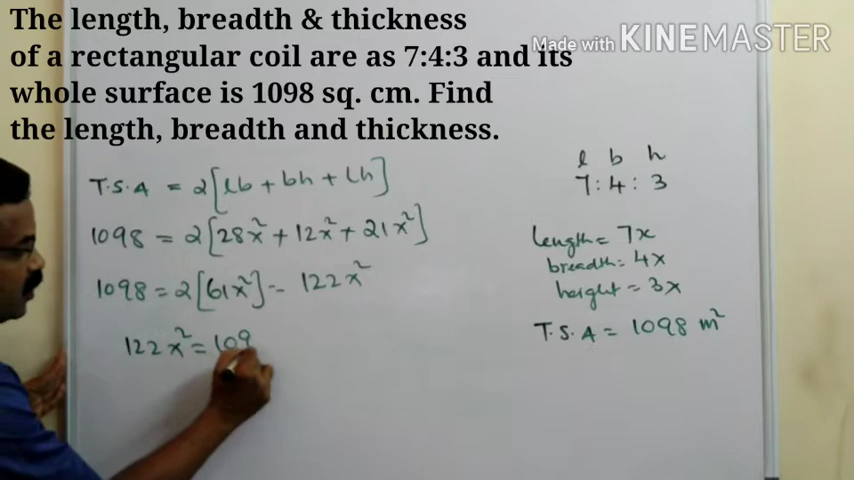 The length, breadth & thickness
of a rectangular coil are as 7:4:3 and its
whole surface is 1098 sq. cm. Find
the length, breadth and thickness.
Made with KINEMASTER
T.S.A = 2[lb + bh + lh]
1098 = 2[28x² + 12x² + 21x²]
1098 = 2[61x²] = 122x²
122x² = 109
l b h
7 : 4 : 3
length = 7x
breadth = 4x
height = 3x
T.S.A = 1098 m²